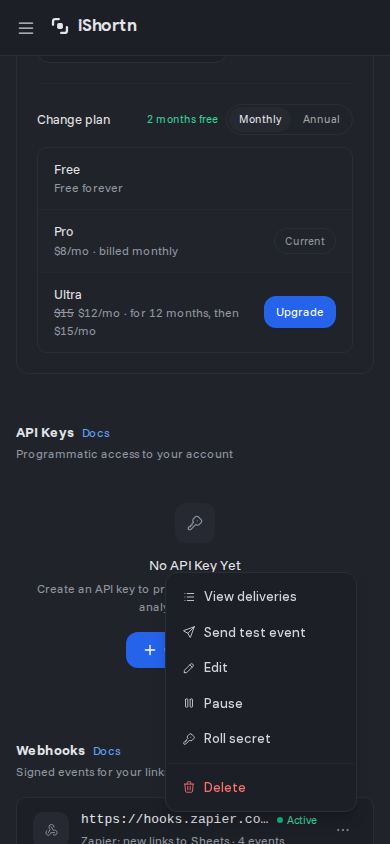 iShortn
Change plan
2 months free
Monthly
Annual
Free
Free forever
Pro
$8/mo · billed monthly
Current
Ultra
$15 $12/mo · for 12 months, then
$15/mo
Upgrade
API Keys Docs
Programmatic access to your account
No API Key Yet
Create an API key to
View deliveries
Send test event
Edit
Pause
Roll secret
Delete
Webhooks Docs
Signed events for your link
https://hooks.zapier.co…
Active
Zapier: new links to Sheets · 4 events